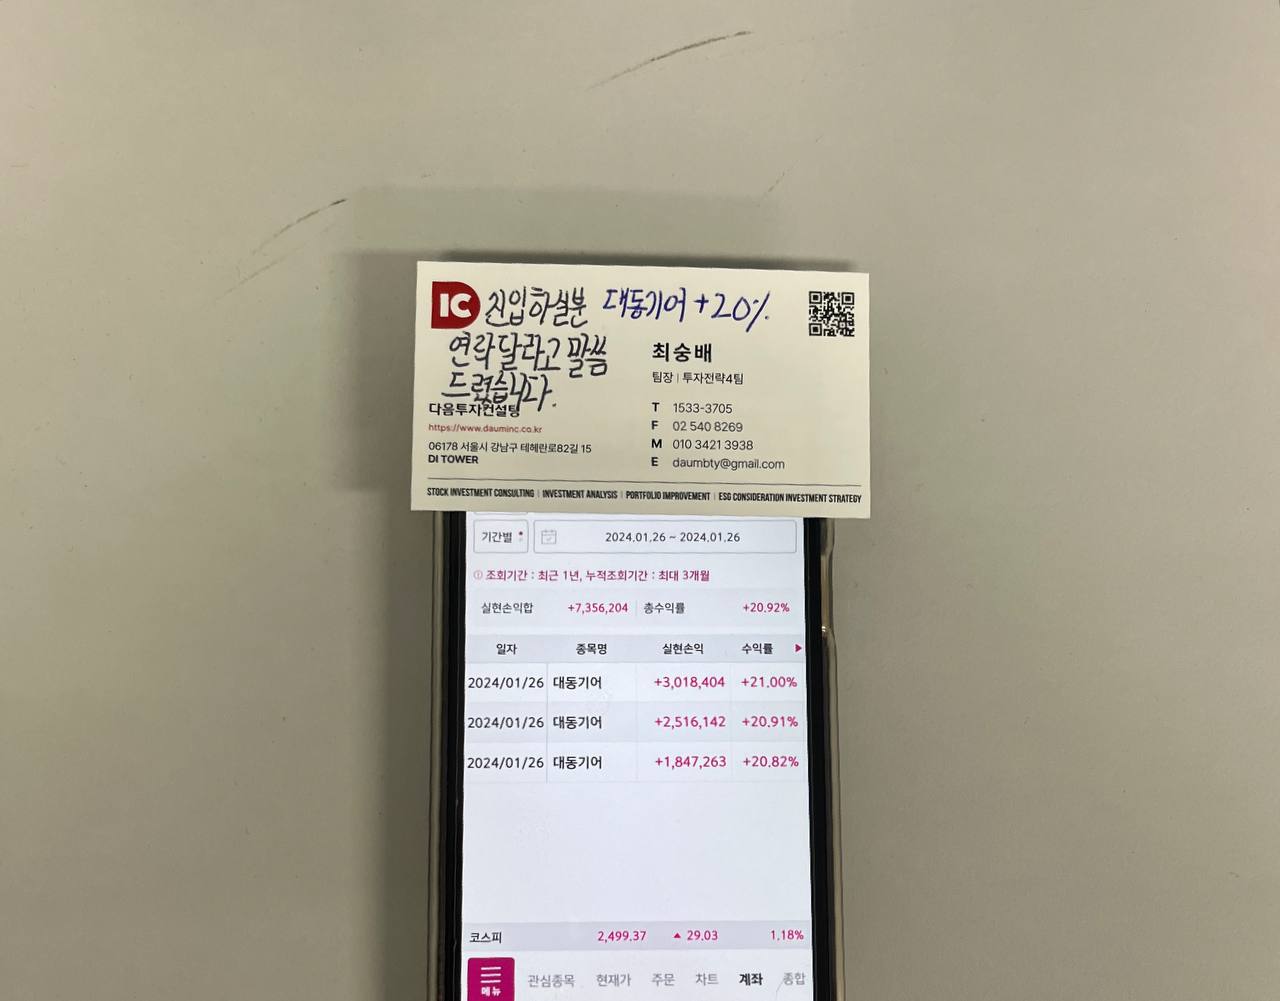 IC 진입하실분 대동기어 +20%.
연락달라고 말씀
드렸습니다.
최숭배
팀장 | 투자전략4팀
다음투자컨설팅
https://www.dauminc.co.kr
06178 서울시 강남구 테헤란로82길 15
DI TOWER
T 1533-3705
F 02 540 8269
M 010 3421 3938
E daumbty@gmail.com
STOCK INVESTMENT CONSULTING | INVESTMENT ANALYSIS | PORTFOLIO IMPROVEMENT | ESG CONSIDERATION INVESTMENT STRATEGY
기간별 2024.01.26 ~ 2024.01.26
조회기간 : 최근 1년, 누적조회기간 : 최대 3개월
실현손익합 +7,356,204 총수익률 +20.92%
일자 종목명 실현손익 수익률
2024/01/26 대동기어 +3,018,404 +21.00%
2024/01/26 대동기어 +2,516,142 +20.91%
2024/01/26 대동기어 +1,847,263 +20.82%
코스피 2,499.37 ▲ 29.03 1.18%
메뉴 관심종목 현재가 주문 차트 계좌 종합